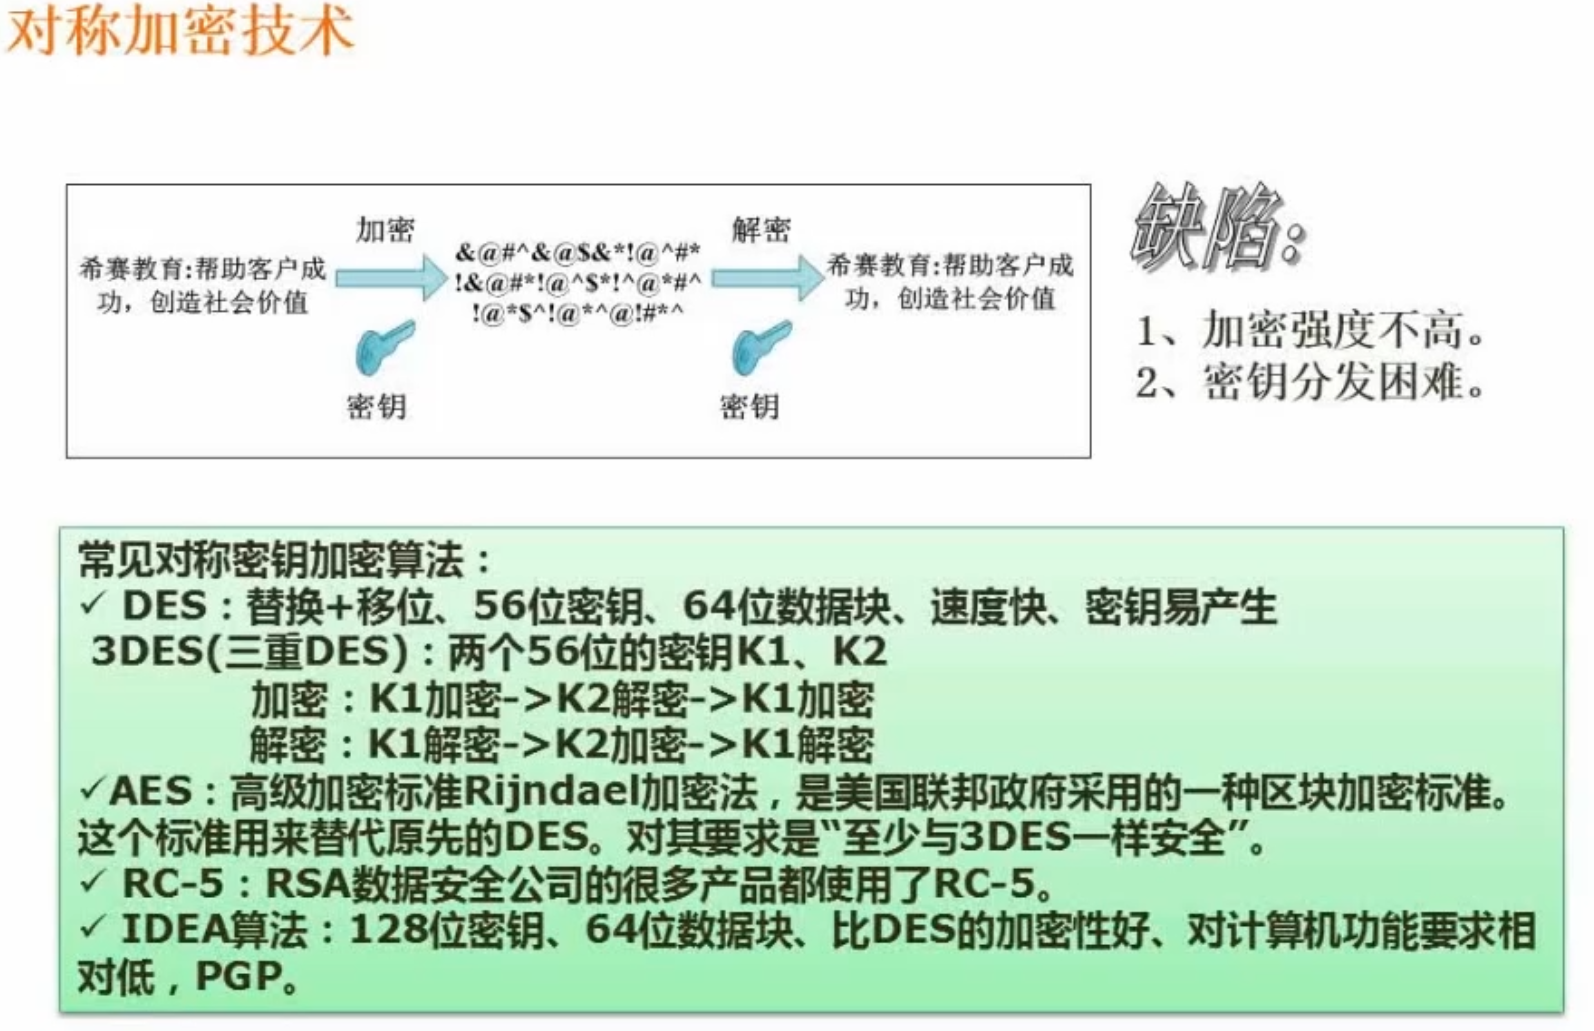 对称加密技术
加密
希赛教育:帮助客户成
功，创造社会价值
&@#^&@$&*!@^#*
!&@#*!@^$*!^@*#^
!@*$^!@*^@!#*^
解密
希赛教育:帮助客户成
功，创造社会价值
密钥
密钥
缺陷:
1、加密强度不高。
2、密钥分发困难。
常见对称密钥加密算法：
✓ DES：替换+移位、56位密钥、64位数据块、速度快、密钥易产生
3DES(三重DES)：两个56位的密钥K1、K2
加密：K1加密->K2解密->K1加密
解密：K1解密->K2加密->K1解密
✓AES：高级加密标准Rijndael加密法，是美国联邦政府采用的一种区块加密标准。
这个标准用来替代原先的DES。对其要求是“至少与3DES一样安全”。
✓ RC-5：RSA数据安全公司的很多产品都使用了RC-5。
✓ IDEA算法：128位密钥、64位数据块、比DES的加密性好、对计算机功能要求相
对低，PGP。